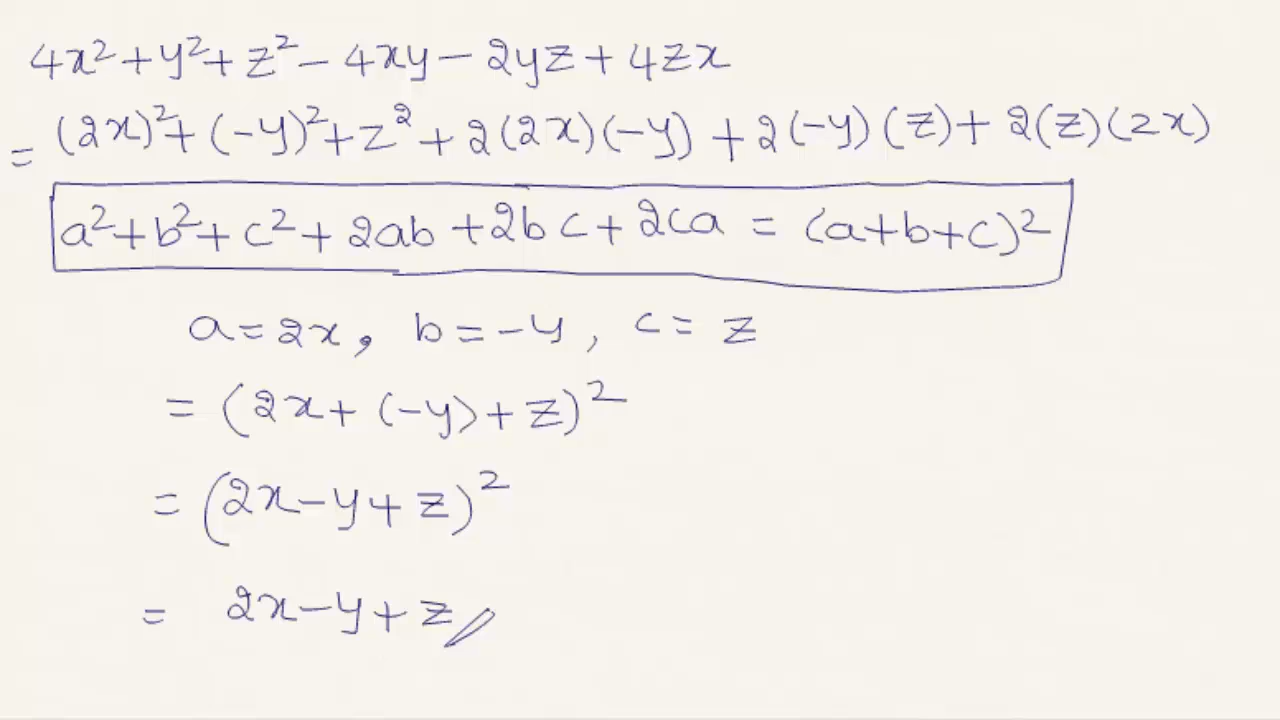 4x² + y² + z² - 4xy - 2yz + 4zx
= (2x)² + (-y)² + z² + 2(2x)(-y) + 2(-y)(z) + 2(z)(2x)
a² + b² + c² + 2ab + 2bc + 2ca = (a+b+c)²
a = 2x, b = -y, c = z
= (2x + (-y) + z)²
= (2x - y + z)²
= 2x - y + z